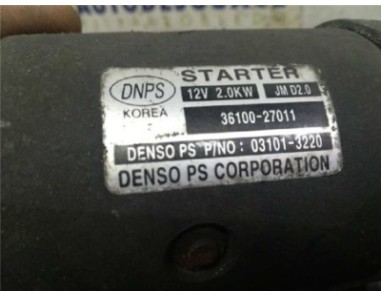 STARTER
DNPS 12V 2.0KW JM D2.0
KOREA 36100-27011
DENSO PS P/NO : 03101-3220
DENSO PS CORPORATION